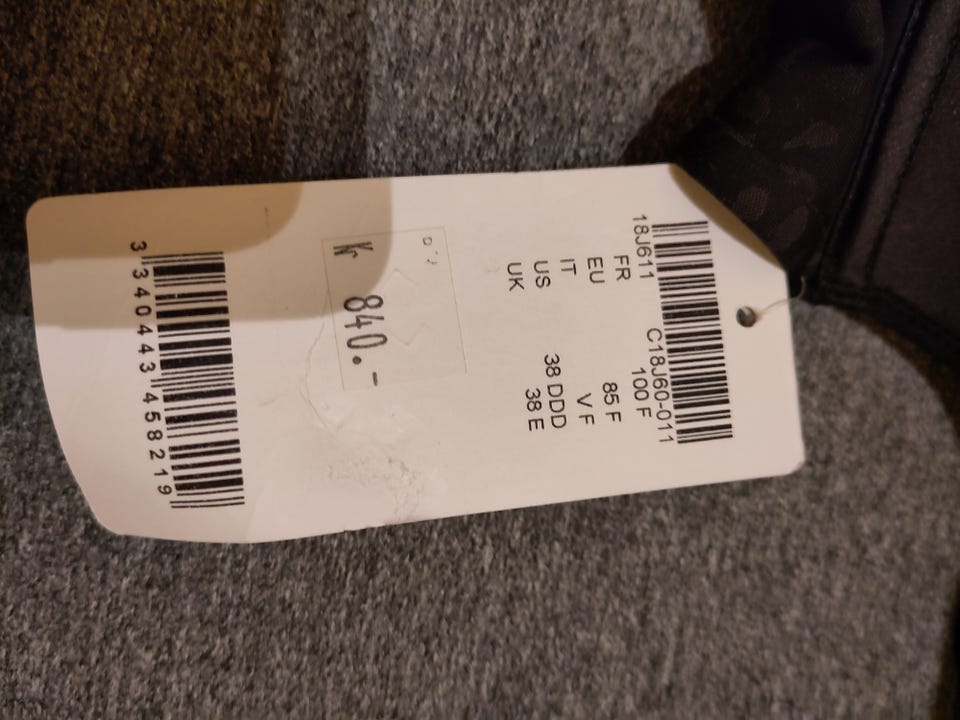 18J611 C18J60-011
FR 100 F
EU 85 F
IT V F
US 38 DDD
UK 38 E
Kr 840.-
3 340443 458219